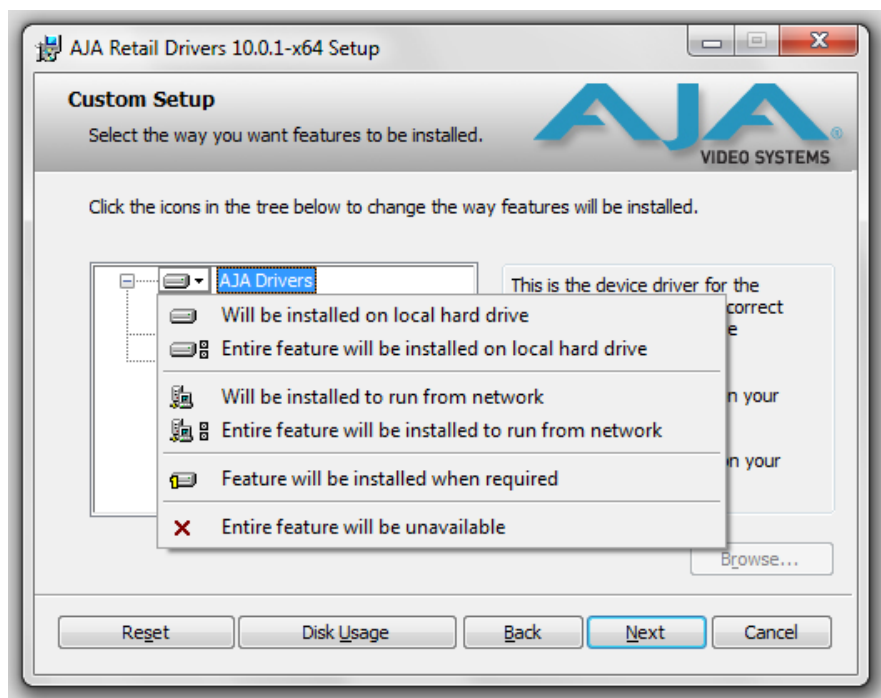 AJA Retail Drivers 10.0.1-x64 Setup
Custom Setup
Select the way you want features to be installed.
AJA
VIDEO SYSTEMS
Click the icons in the tree below to change the way features will be installed.
AJA Drivers
This is the device driver for the
correct
e
n your
on your
Will be installed on local hard drive
Entire feature will be installed on local hard drive
Will be installed to run from network
Entire feature will be installed to run from network
Feature will be installed when required
Entire feature will be unavailable
Browse...
Reset Disk Usage Back Next Cancel